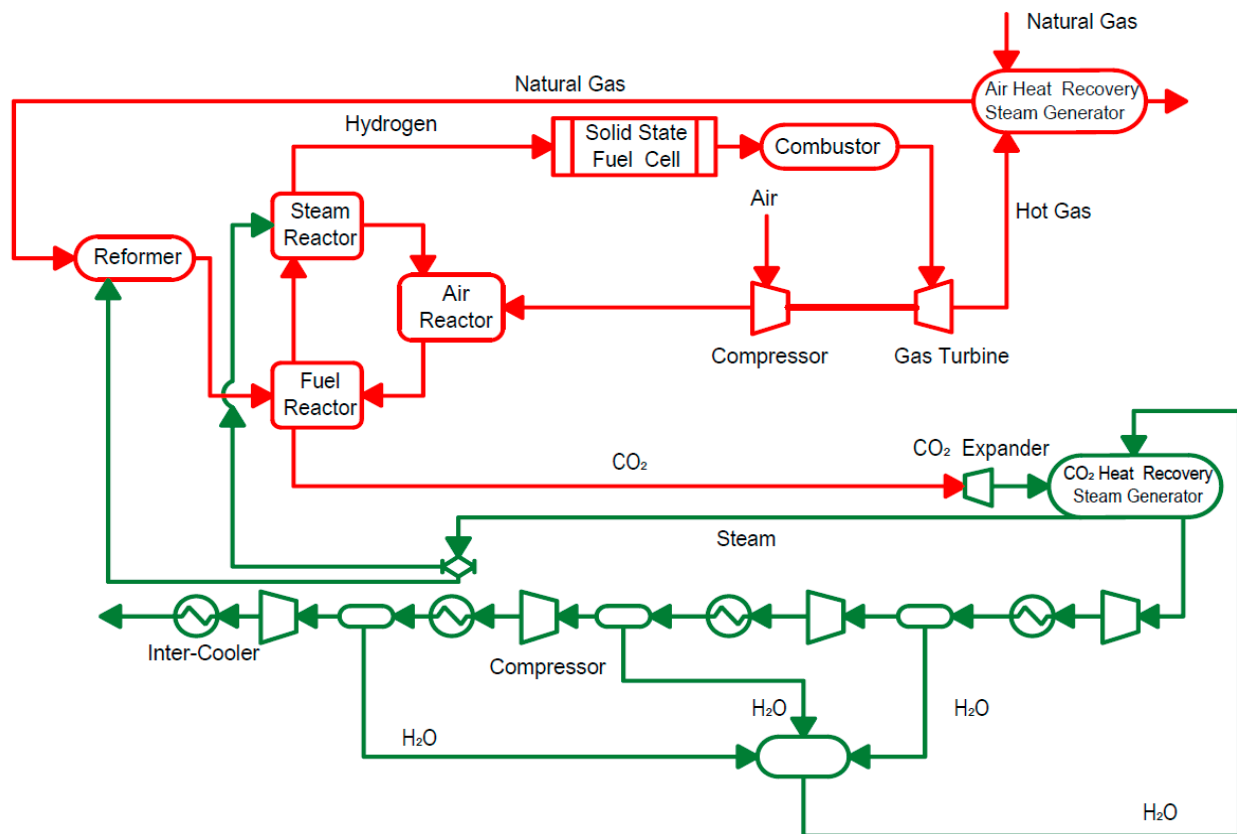 Natural Gas
Air Heat Recovery
Steam Generator
Natural Gas
Hydrogen
Solid State
Fuel Cell
Combustor
Steam
Reactor
Air
Hot Gas
Reformer
Air
Reactor
Compressor
Gas Turbine
Fuel
Reactor
CO₂
CO₂ Expander
CO₂ Heat Recovery
Steam Generator
Steam
Inter-Cooler
Compressor
H₂O
H₂O
H₂O
H₂O